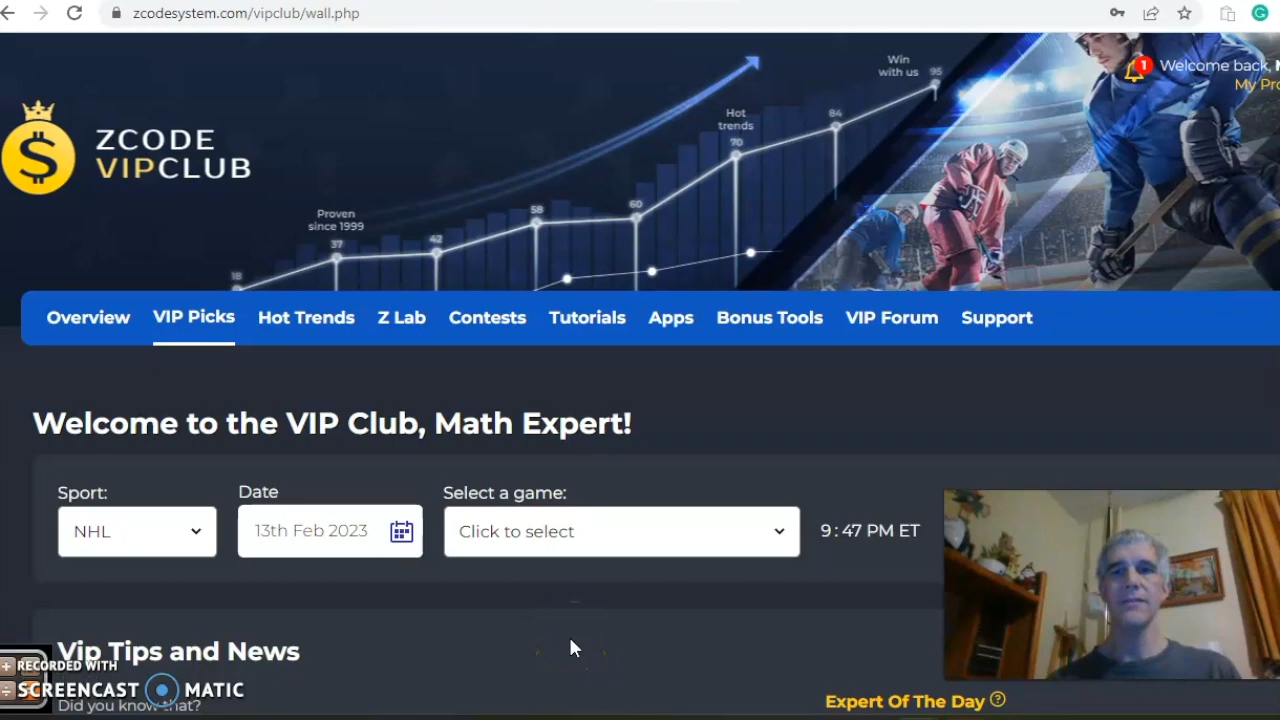 zcodesystem.com/vipclub/wall.php
Win
with us
95
1
Welcome back,
My Pro
Hot
trends
84
70
ZCODE
VIPCLUB
$
Proven
since 1999
58
60
37
42
18
Overview VIP Picks Hot Trends Z Lab Contests Tutorials Apps Bonus Tools VIP Forum Support
Welcome to the VIP Club, Math Expert!
Sport: Date Select a game:
NHL 13th Feb 2023 Click to select 9:47 PM ET
Vip Tips and News
RECORDED WITH
SCREENCAST MATIC
Did you know that?
Expert Of The Day ?